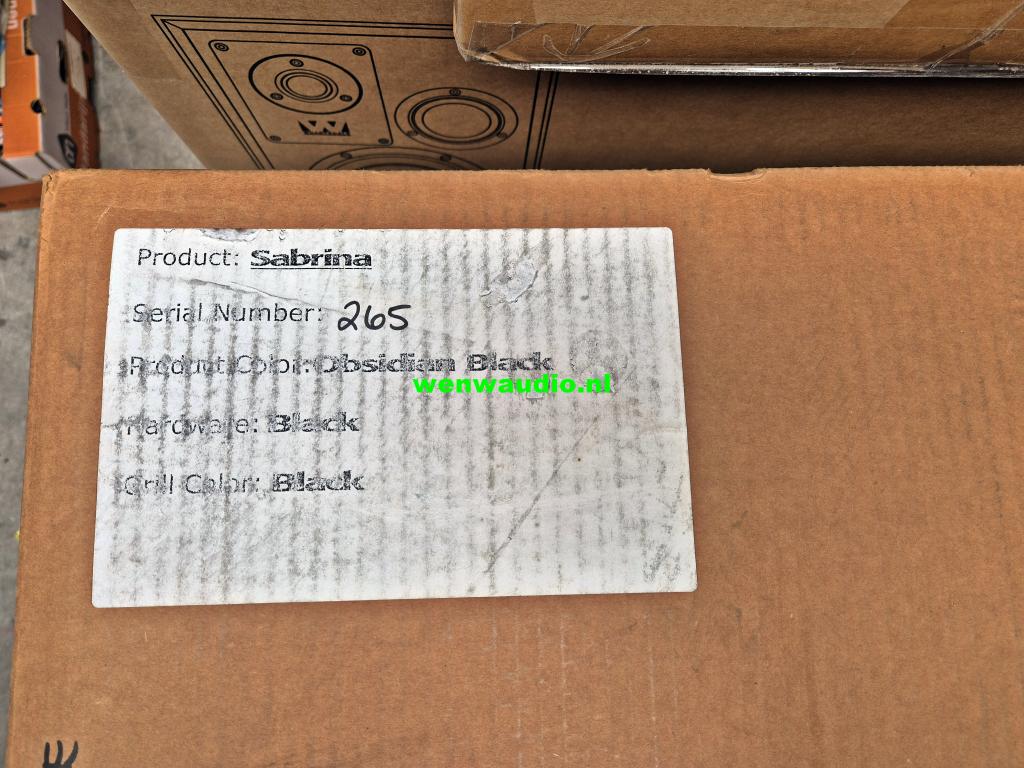 Product: Sabrina
Serial Number: 265
Product Color: Obsidian Black
wenwaudio.nl
Hardware: Black
Grill Color: Black